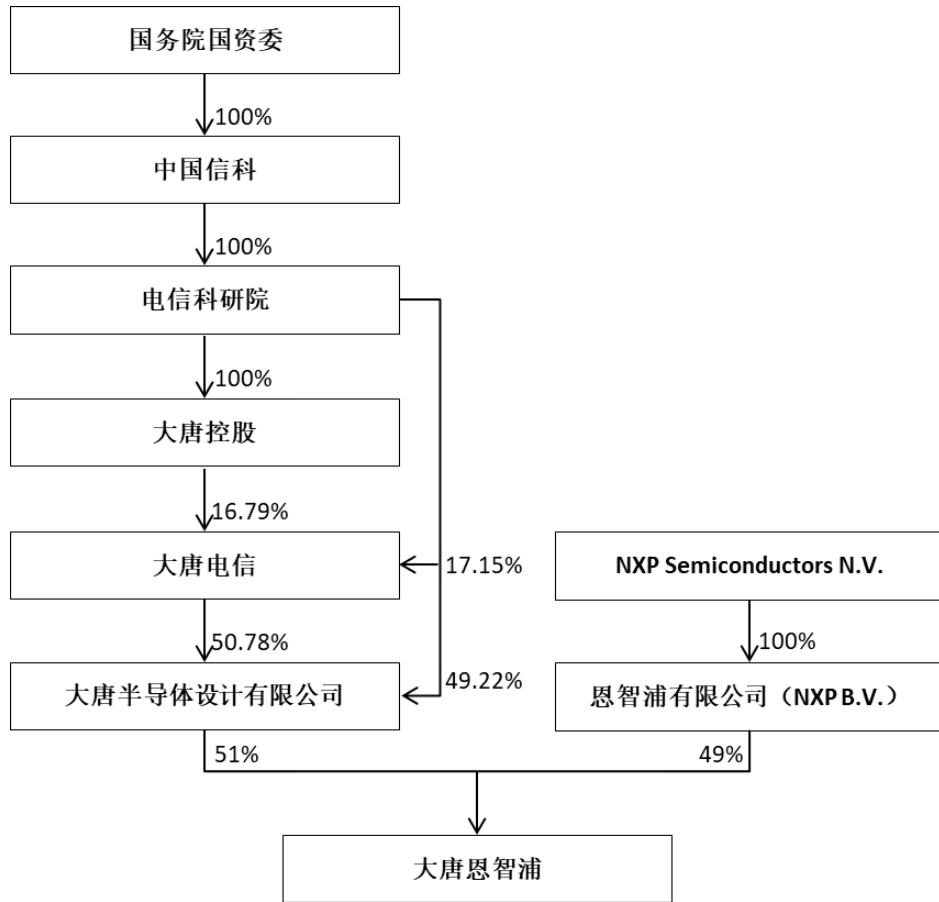 国务院国资委
100%
中国信科
100%
电信科研院
100%
大唐控股
16.79%
大唐电信
17.15%
NXP Semiconductors N.V.
50.78%
100%
大唐半导体设计有限公司
49.22%
恩智浦有限公司（NXP B.V.）
51%
49%
大唐恩智浦